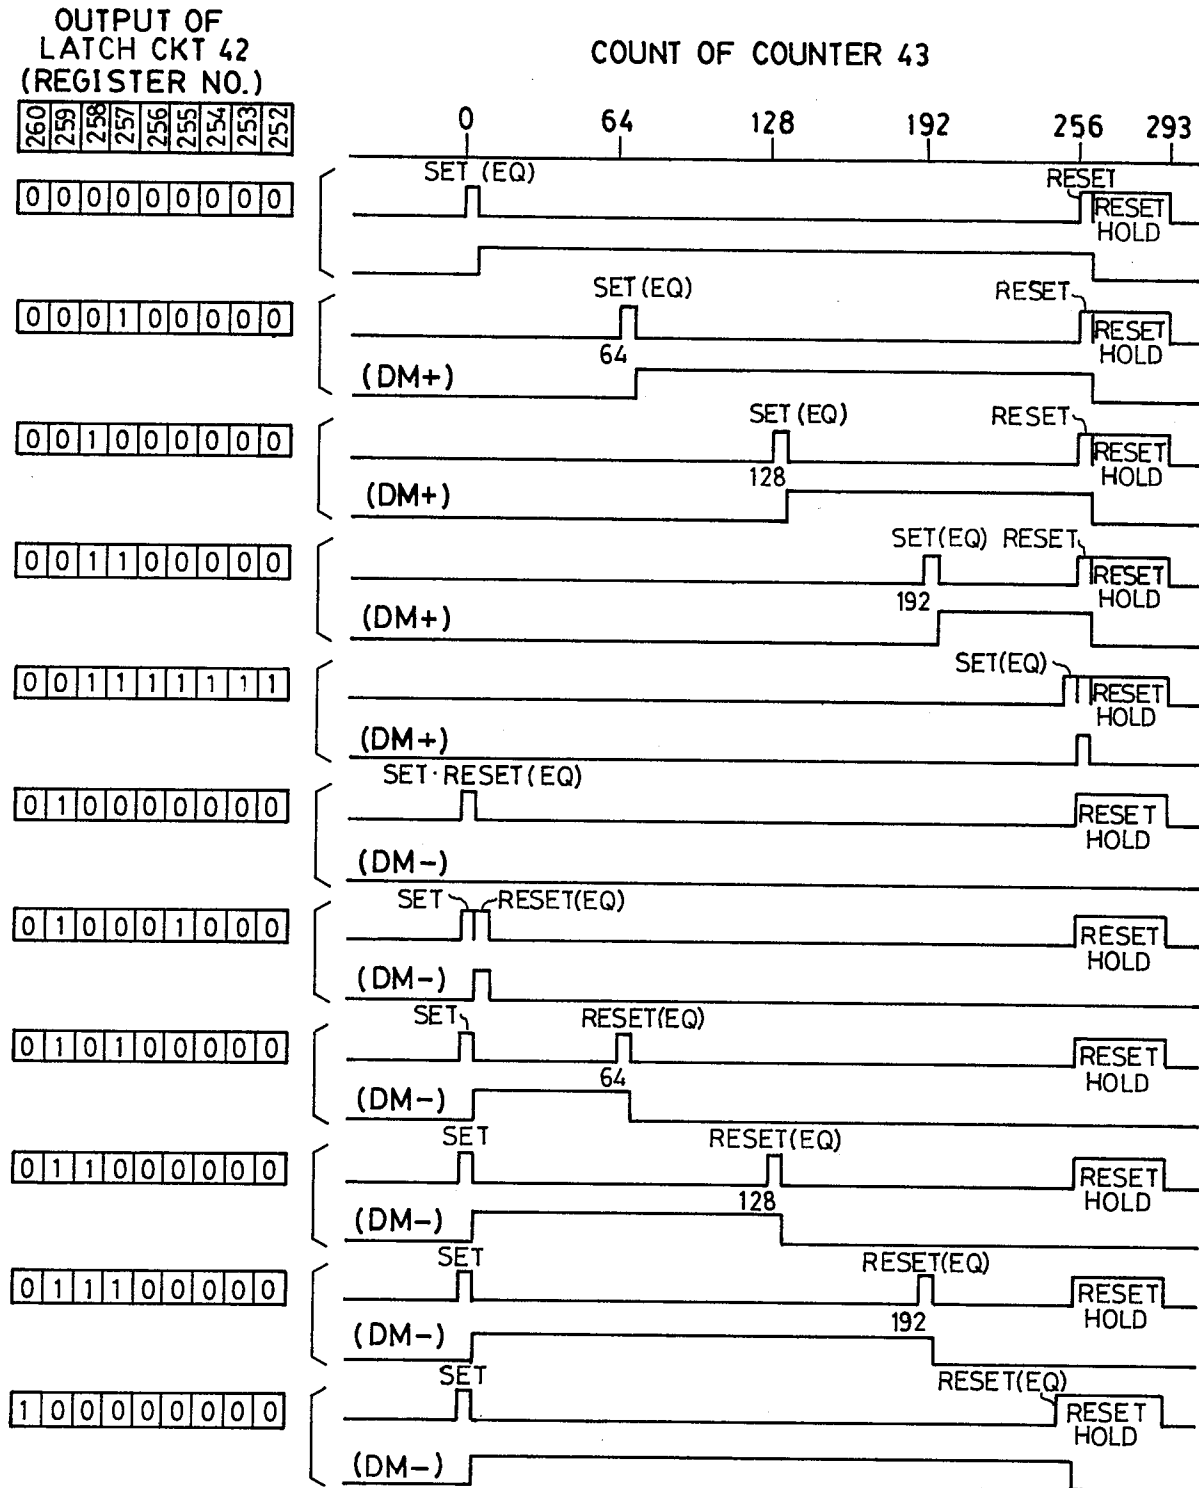 OUTPUT OF
LATCH CKT 42
(REGISTER NO.)
COUNT OF COUNTER 43
260 259 258 257 256 255 254 253 252
0 64 128 192 256 293
0 0 0 0 0 0 0 0 0
SET (EQ)
RESET
RESET
HOLD
0 0 0 1 0 0 0 0 0
SET (EQ)
RESET
RESET
HOLD
64
(DM+)
0 0 1 0 0 0 0 0 0
SET (EQ)
RESET
RESET
HOLD
128
(DM+)
0 0 1 1 0 0 0 0 0
SET(EQ)
RESET
RESET
HOLD
192
(DM+)
0 0 1 1 1 1 1 1 1
SET(EQ)
RESET
HOLD
(DM+)
0 1 0 0 0 0 0 0 0
SET·RESET(EQ)
RESET
HOLD
(DM-)
0 1 0 0 0 1 0 0 0
SET
RESET(EQ)
RESET
HOLD
(DM-)
0 1 0 1 0 0 0 0 0
SET
RESET(EQ)
RESET
HOLD
64
(DM-)
0 1 1 0 0 0 0 0 0
SET
RESET(EQ)
RESET
HOLD
128
(DM-)
0 1 1 1 0 0 0 0 0
SET
RESET(EQ)
RESET
HOLD
192
(DM-)
1 0 0 0 0 0 0 0 0
SET
RESET(EQ)
RESET
HOLD
(DM-)